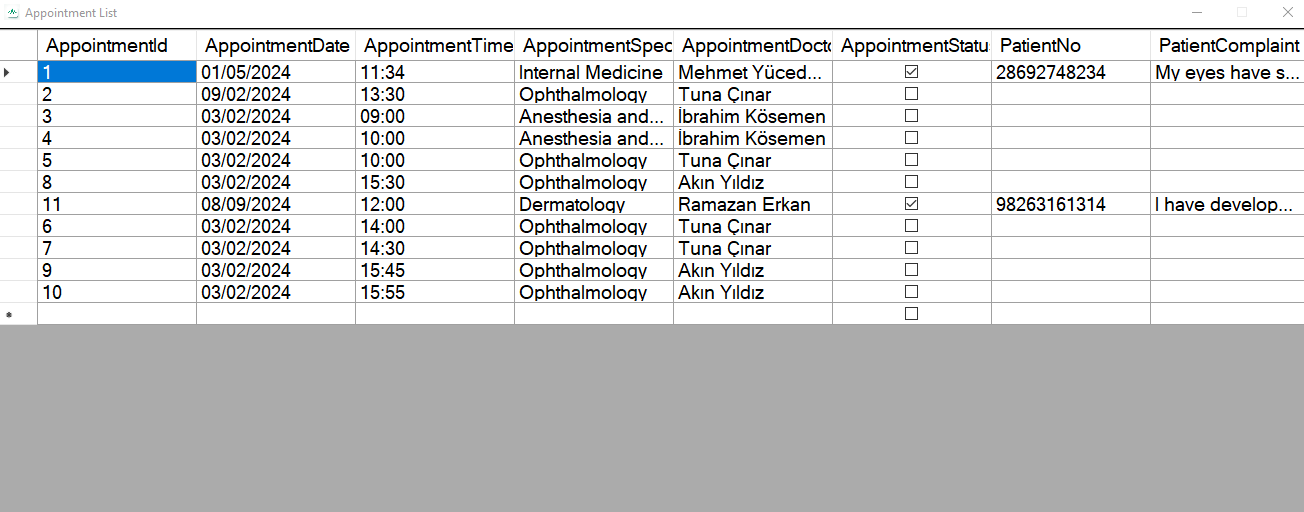 Appointment List
AppointmentId AppointmentDate AppointmentTime AppointmentSpec AppointmentDocto AppointmentStatu PatientNo PatientComplaint
1 01/05/2024 11:34 Internal Medicine Mehmet Yüced... 28692748234 My eyes have s...
2 09/02/2024 13:30 Ophthalmology Tuna Çınar
3 03/02/2024 09:00 Anesthesia and... İbrahim Kösemen
4 03/02/2024 10:00 Anesthesia and... İbrahim Kösemen
5 03/02/2024 10:00 Ophthalmology Tuna Çınar
8 03/02/2024 15:30 Ophthalmology Akın Yıldız
11 08/09/2024 12:00 Dermatology Ramazan Erkan 98263161314 I have develop...
6 03/02/2024 14:00 Ophthalmology Tuna Çınar
7 03/02/2024 14:30 Ophthalmology Tuna Çınar
9 03/02/2024 15:45 Ophthalmology Akın Yıldız
10 03/02/2024 15:55 Ophthalmology Akın Yıldız